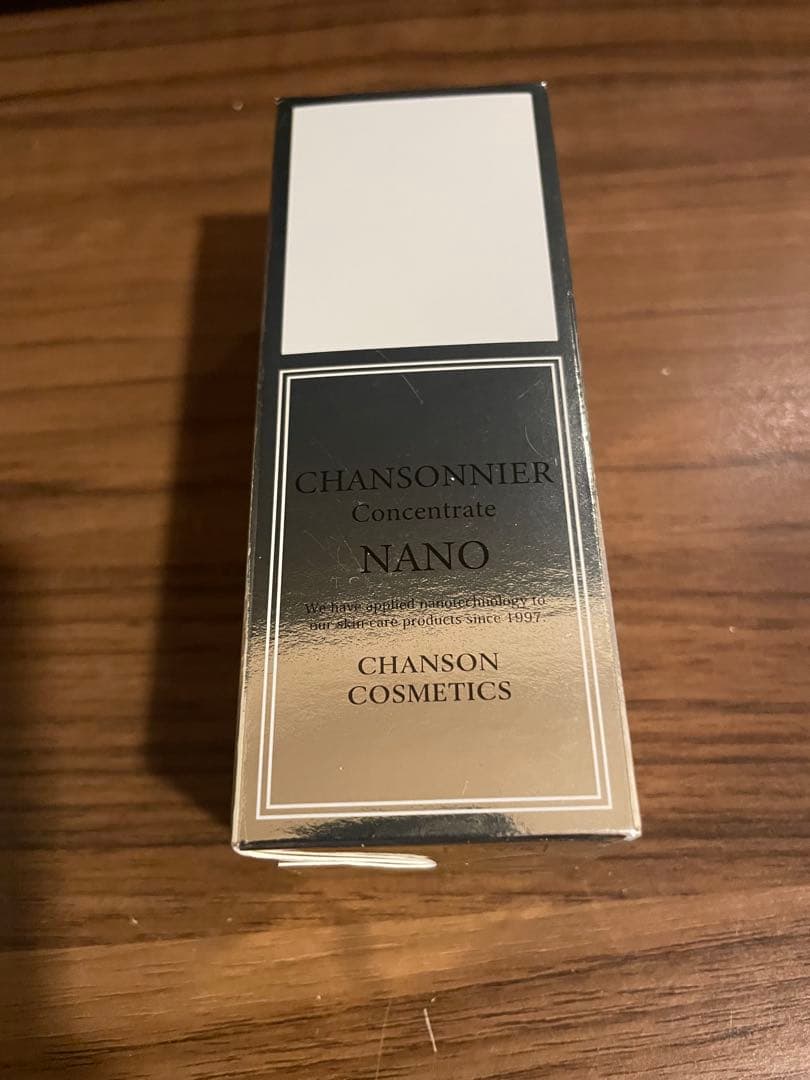 CHANSONNIER
Concentrate
NANO
We have applied nanotechnology to
our skin care products since 1997.
CHANSON
COSMETICS